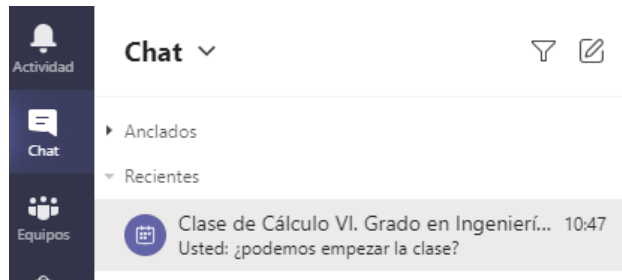 Actividad
Chat
Equipos
Chat
Anclados
Recientes
Clase de Cálculo VI. Grado en Ingenierí... 10:47
Usted: ¿podemos empezar la clase?